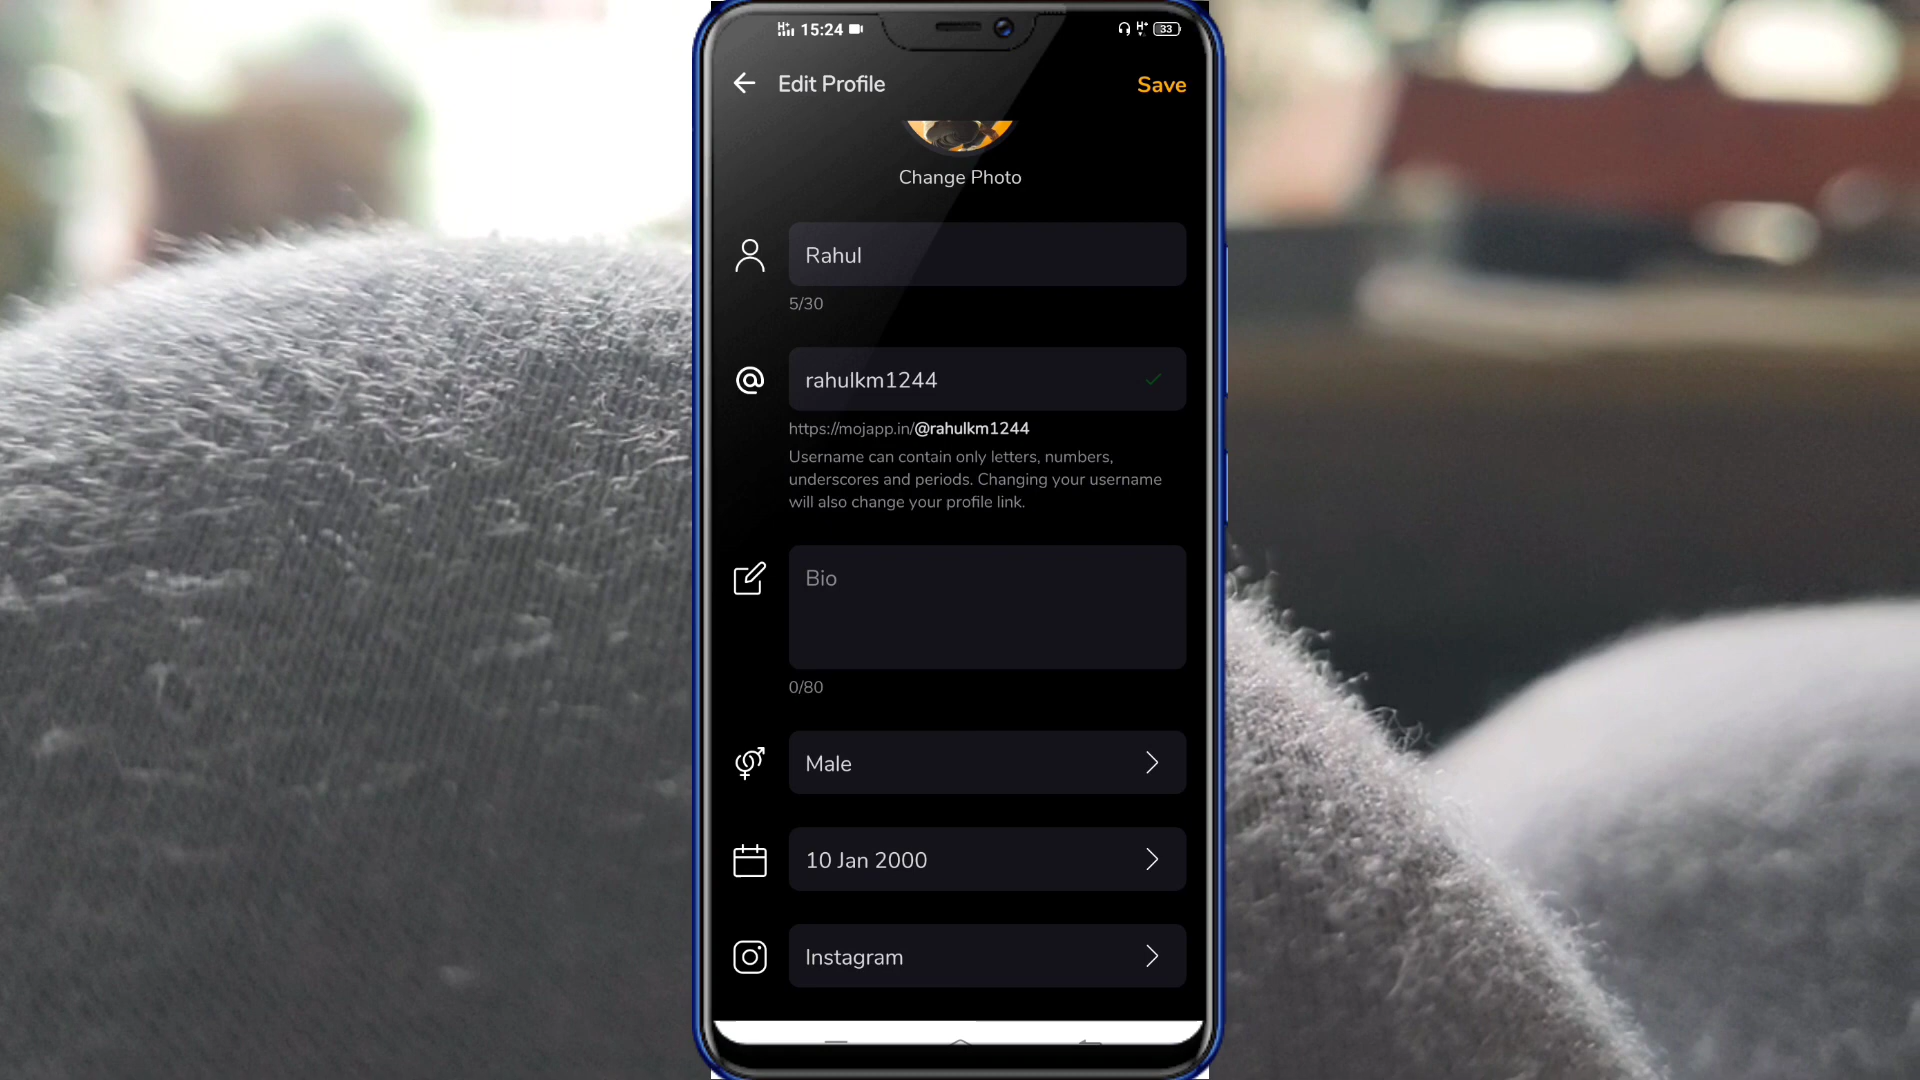 15:24
33
Edit Profile
Save
Change Photo
Rahul
5/30
rahulkm1244
https://mojapp.in/@rahulkm1244
Username can contain only letters, numbers,
underscores and periods. Changing your username
will also change your profile link.
Bio
0/80
Male
10 Jan 2000
Instagram